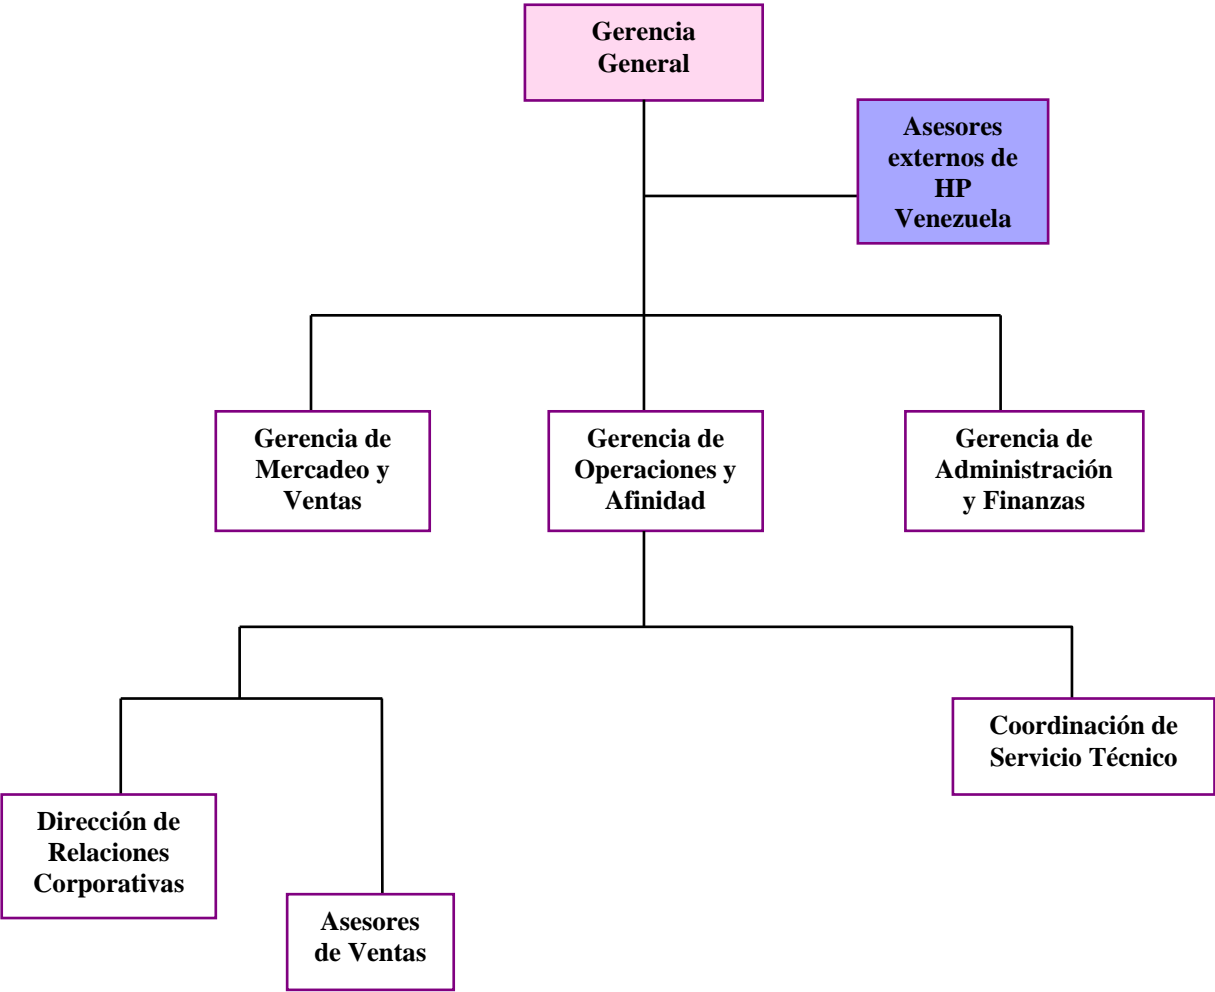 Gerencia
General
Asesores
externos de
HP
Venezuela
Gerencia de
Mercadeo y
Ventas
Gerencia de
Operaciones y
Afinidad
Gerencia de
Administración
y Finanzas
Coordinación de
Servicio Técnico
Dirección de
Relaciones
Corporativas
Asesores
de Ventas